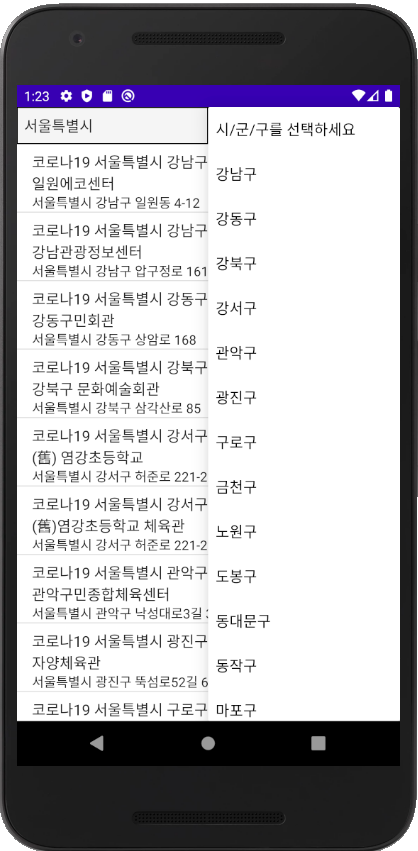 1:23
서울특별시
코로나19 서울특별시 강남구
일원에코센터
서울특별시 강남구 일원동 4-12
코로나19 서울특별시 강남구
강남관광정보센터
서울특별시 강남구 압구정로 161
코로나19 서울특별시 강동구
강동구민회관
서울특별시 강동구 상암로 168
코로나19 서울특별시 강북구
강북구 문화예술회관
서울특별시 강북구 삼각산로 85
코로나19 서울특별시 강서구
(舊) 염강초등학교
서울특별시 강서구 허준로 221-2
코로나19 서울특별시 강서구
(舊)염강초등학교 체육관
서울특별시 강서구 허준로 221-2
코로나19 서울특별시 관악구
관악구민종합체육센터
서울특별시 관악구 낙성대로3길
코로나19 서울특별시 광진구
자양체육관
서울특별시 광진구 뚝섬로52길 6
코로나19 서울특별시 구로구
시/군/구를 선택하세요
강남구
강동구
강북구
강서구
관악구
광진구
구로구
금천구
노원구
도봉구
동대문구
동작구
마포구